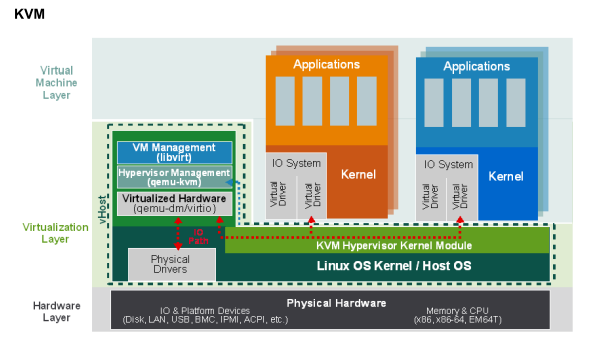 KVM
Virtual
Machine
Layer
Applications
Applications
IO System
Virtual
Driver
Virtual
Driver
Kernel
IO System
Virtual
Driver
Virtual
Driver
Kernel
vHost
VM Management
(libvirt)
Hypervisor Management
(qemu-kvm)
Virtualized Hardware
(qemu-dm/virtio)
Virtualization
Layer
IO
Path
KVM Hypervisor Kernel Module
Physical
Drivers
Linux OS Kernel / Host OS
Hardware
Layer
Physical Hardware
IO & Platform Devices
(Disk, LAN, USB, BMC, IPMI, ACPI, etc.)
Memory & CPU
(x86, x86-64, EM64T)